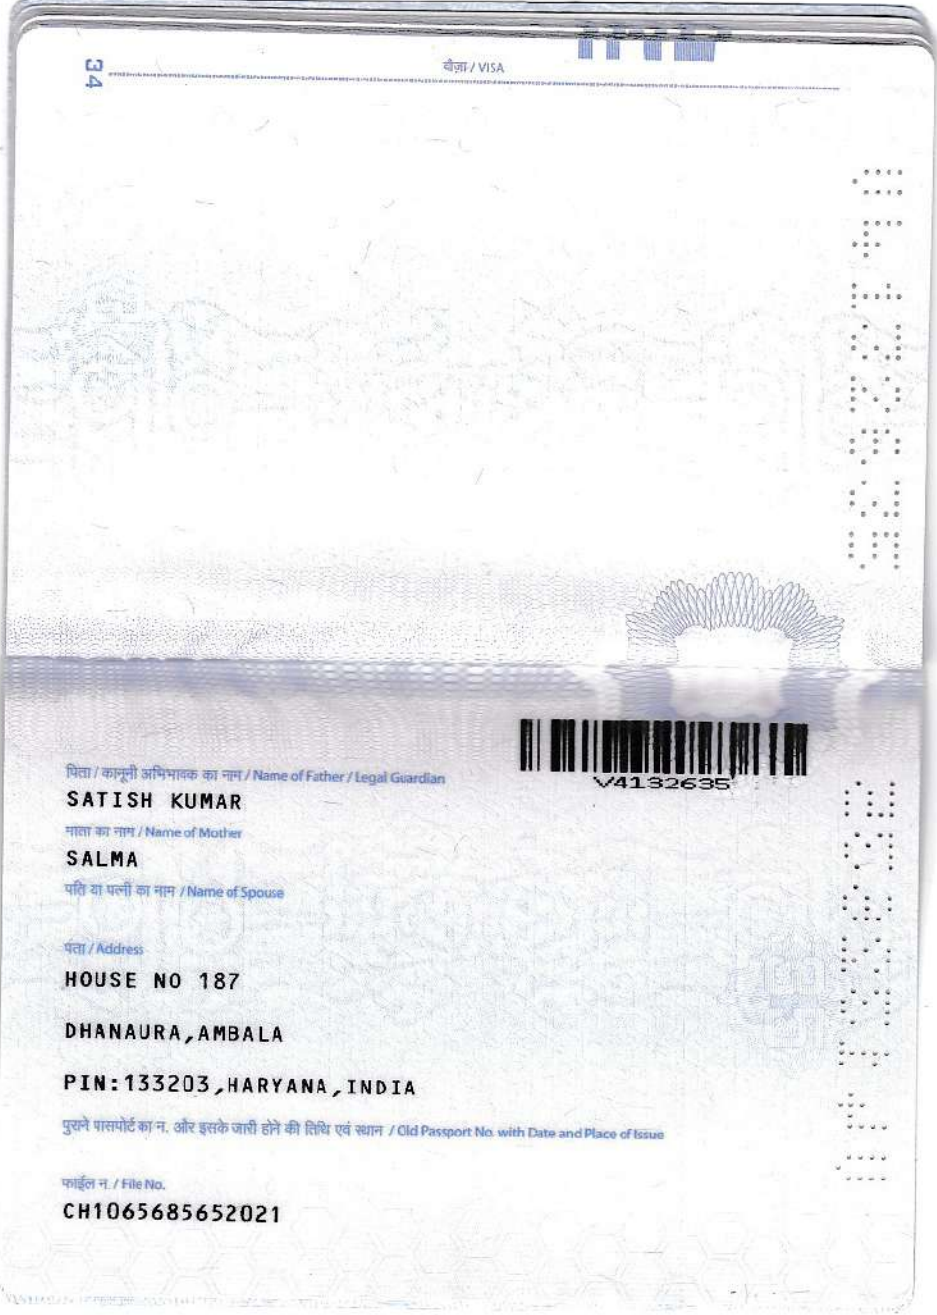 34
वीज़ा / VISA
V4132635
पिता / कानूनी अभिभावक का नाम / Name of Father / Legal Guardian
SATISH KUMAR
माता का नाम / Name of Mother
SALMA
पति या पत्नी का नाम / Name of Spouse
पता / Address
HOUSE NO 187
DHANAURA,AMBALA
PIN:133203,HARYANA,INDIA
पुराने पासपोर्ट का न. और इसके जारी होने की तिथि एवं स्थान / Old Passport No. with Date and Place of Issue
फाईल न. / File No.
CH1065685652021